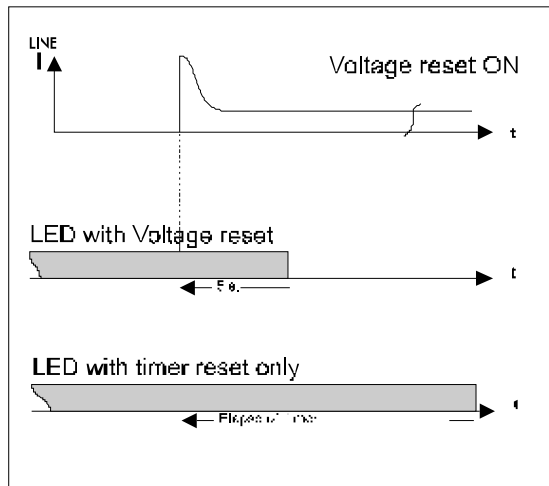 LINE
I
Voltage reset ON
t
LED with Voltage reset
t
LED with timer reset only